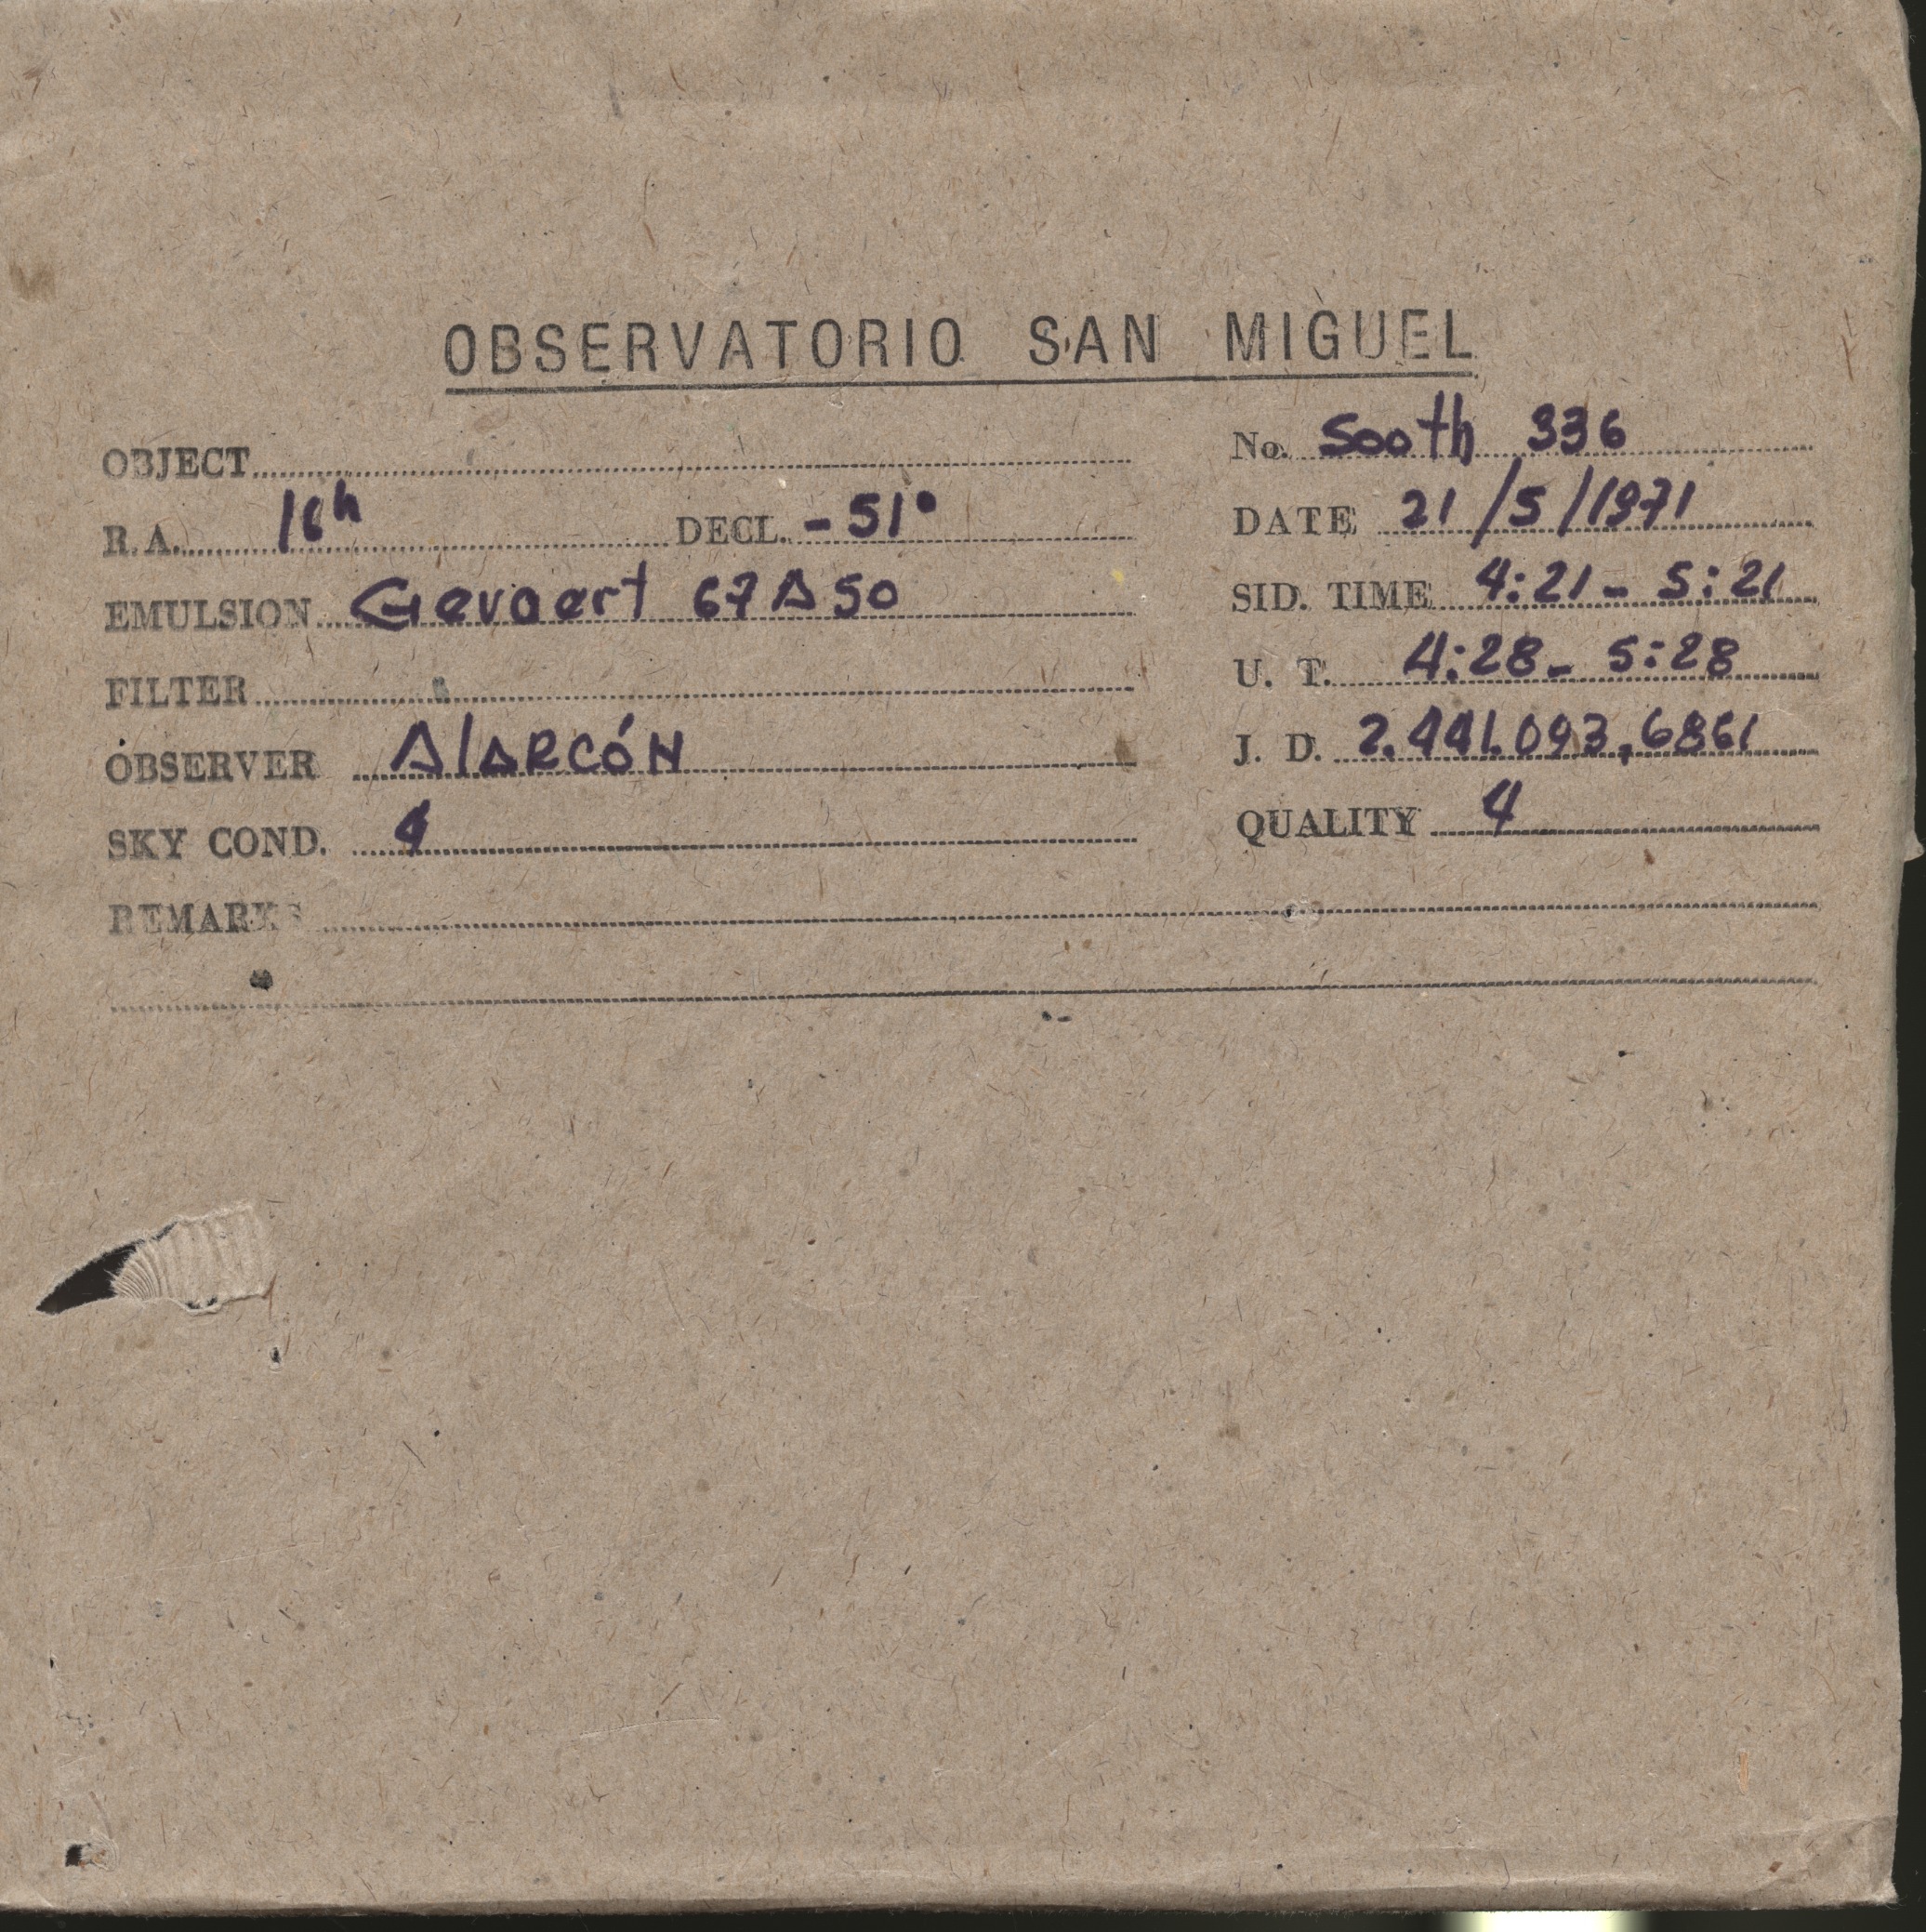 OBSERVATORIO SAN MIGUEL
OBJECT
No. Sooth 336
R.A. 16h DECL. -51°
DATE 21/5/1971
EMULSION Gevaert 67A50
SID. TIME 4:21 - 5:21
FILTER
U. T. 4:28 - 5:28
OBSERVER AlARCÓN
J. D. 2.441.093,6861
SKY COND. 4
QUALITY 4
REMARKS